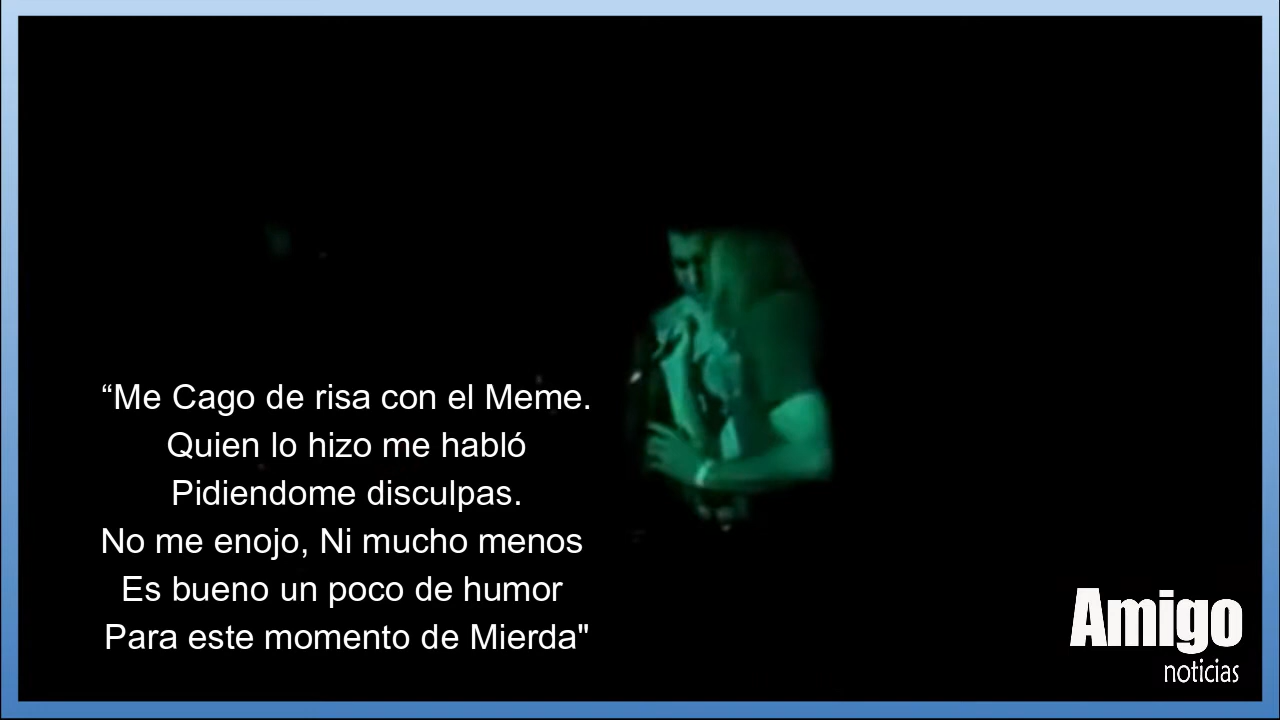 “Me Cago de risa con el Meme.
Quien lo hizo me habló
Pidiendome disculpas.
No me enojo, Ni mucho menos
Es bueno un poco de humor
Para este momento de Mierda"
Amigo
noticias